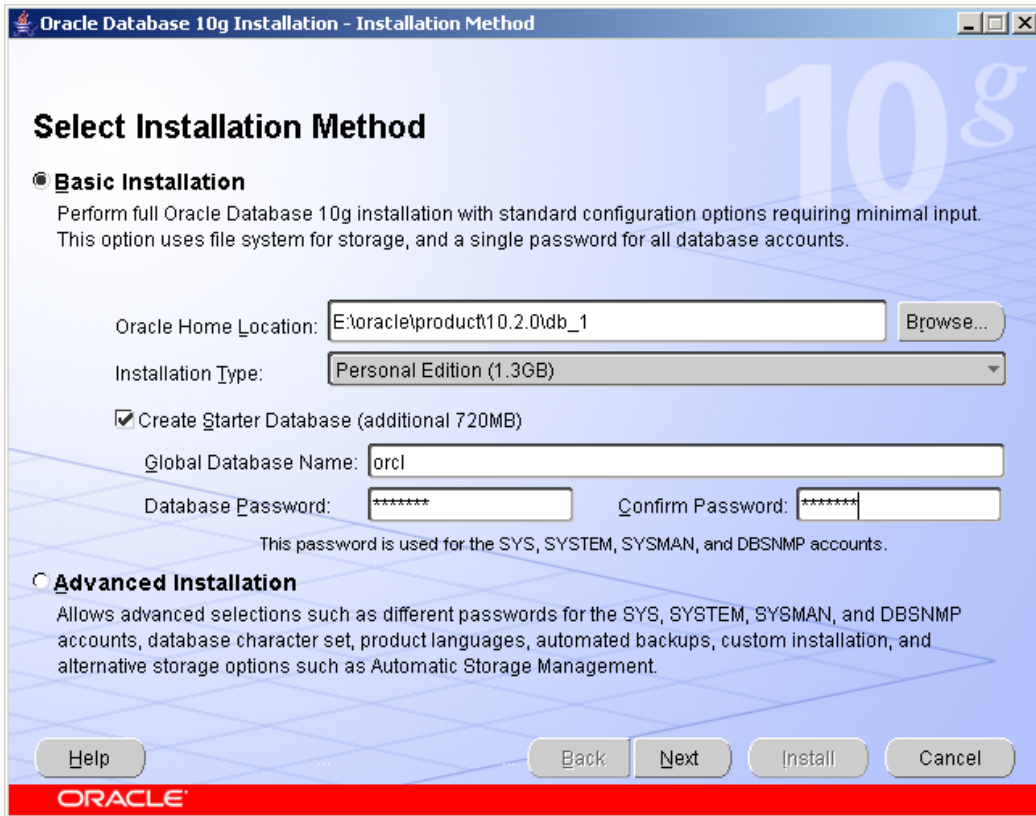 Oracle Database 10g Installation - Installation Method
10g
Select Installation Method
Basic Installation
Perform full Oracle Database 10g installation with standard configuration options requiring minimal input.
This option uses file system for storage, and a single password for all database accounts.
Oracle Home Location: E:\oracle\product\10.2.0\db_1 Browse...
Installation Type: Personal Edition (1.3GB)
Create Starter Database (additional 720MB)
Global Database Name: orcl
Database Password: ******* Confirm Password: *******
This password is used for the SYS, SYSTEM, SYSMAN, and DBSNMP accounts.
Advanced Installation
Allows advanced selections such as different passwords for the SYS, SYSTEM, SYSMAN, and DBSNMP
accounts, database character set, product languages, automated backups, custom installation, and
alternative storage options such as Automatic Storage Management.
Help Back Next Install Cancel
ORACLE